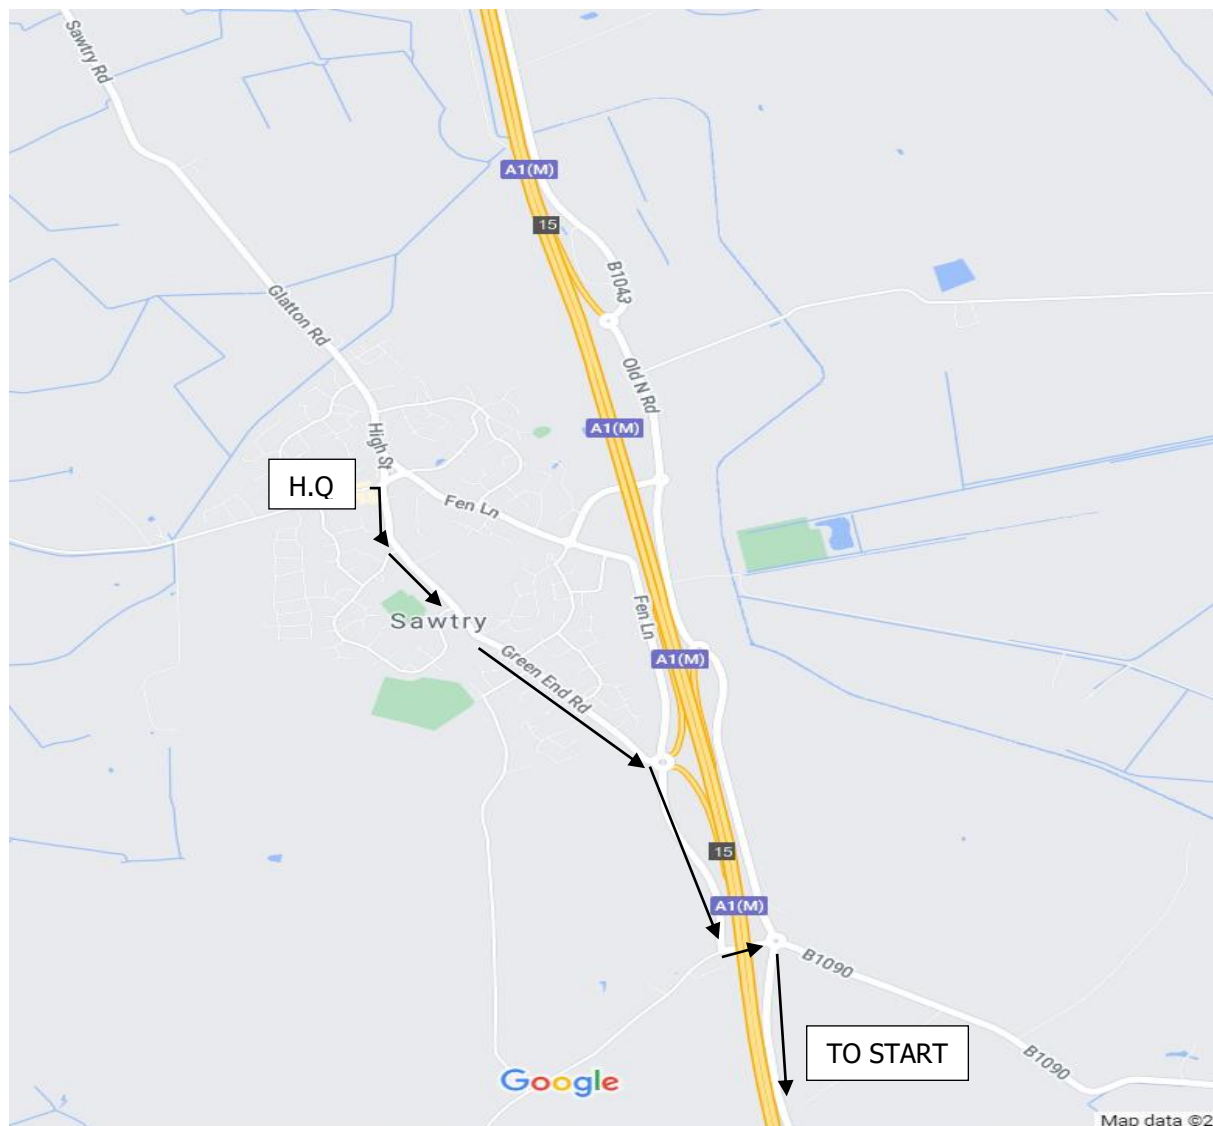 Sawtry Rd
A1(M)
15
B1043
Glatton Rd
Old N Rd
A1(M)
High St
H.Q
Fen Ln
Fen Ln
Sawtry
A1(M)
Green End Rd
15
A1(M)
B1090
TO START
B1090
Google
Map data ©2